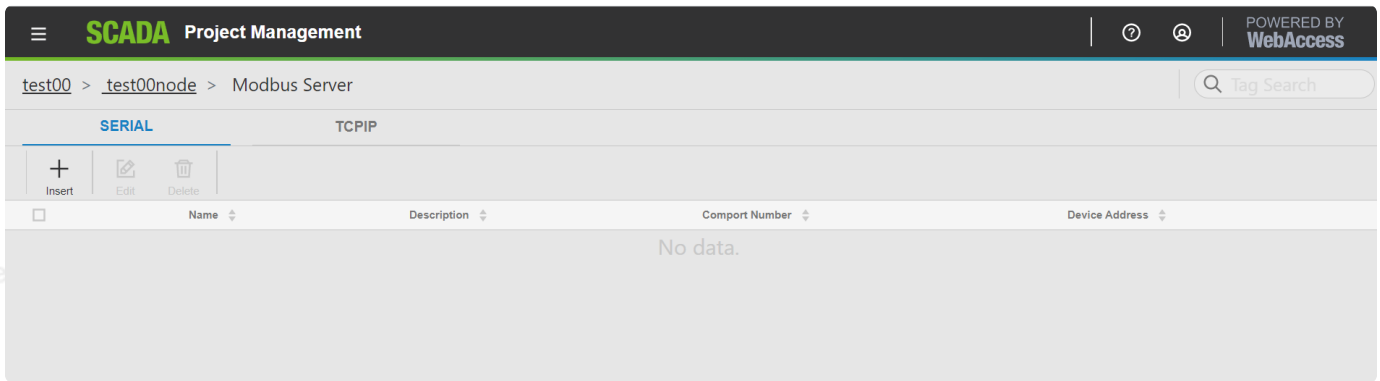 SCADA Project Management
POWERED BY
WebAccess
test00 > test00node > Modbus Server
Tag Search
SERIAL TCPIP
Insert Edit Delete
Name Description Comport Number Device Address
No data.